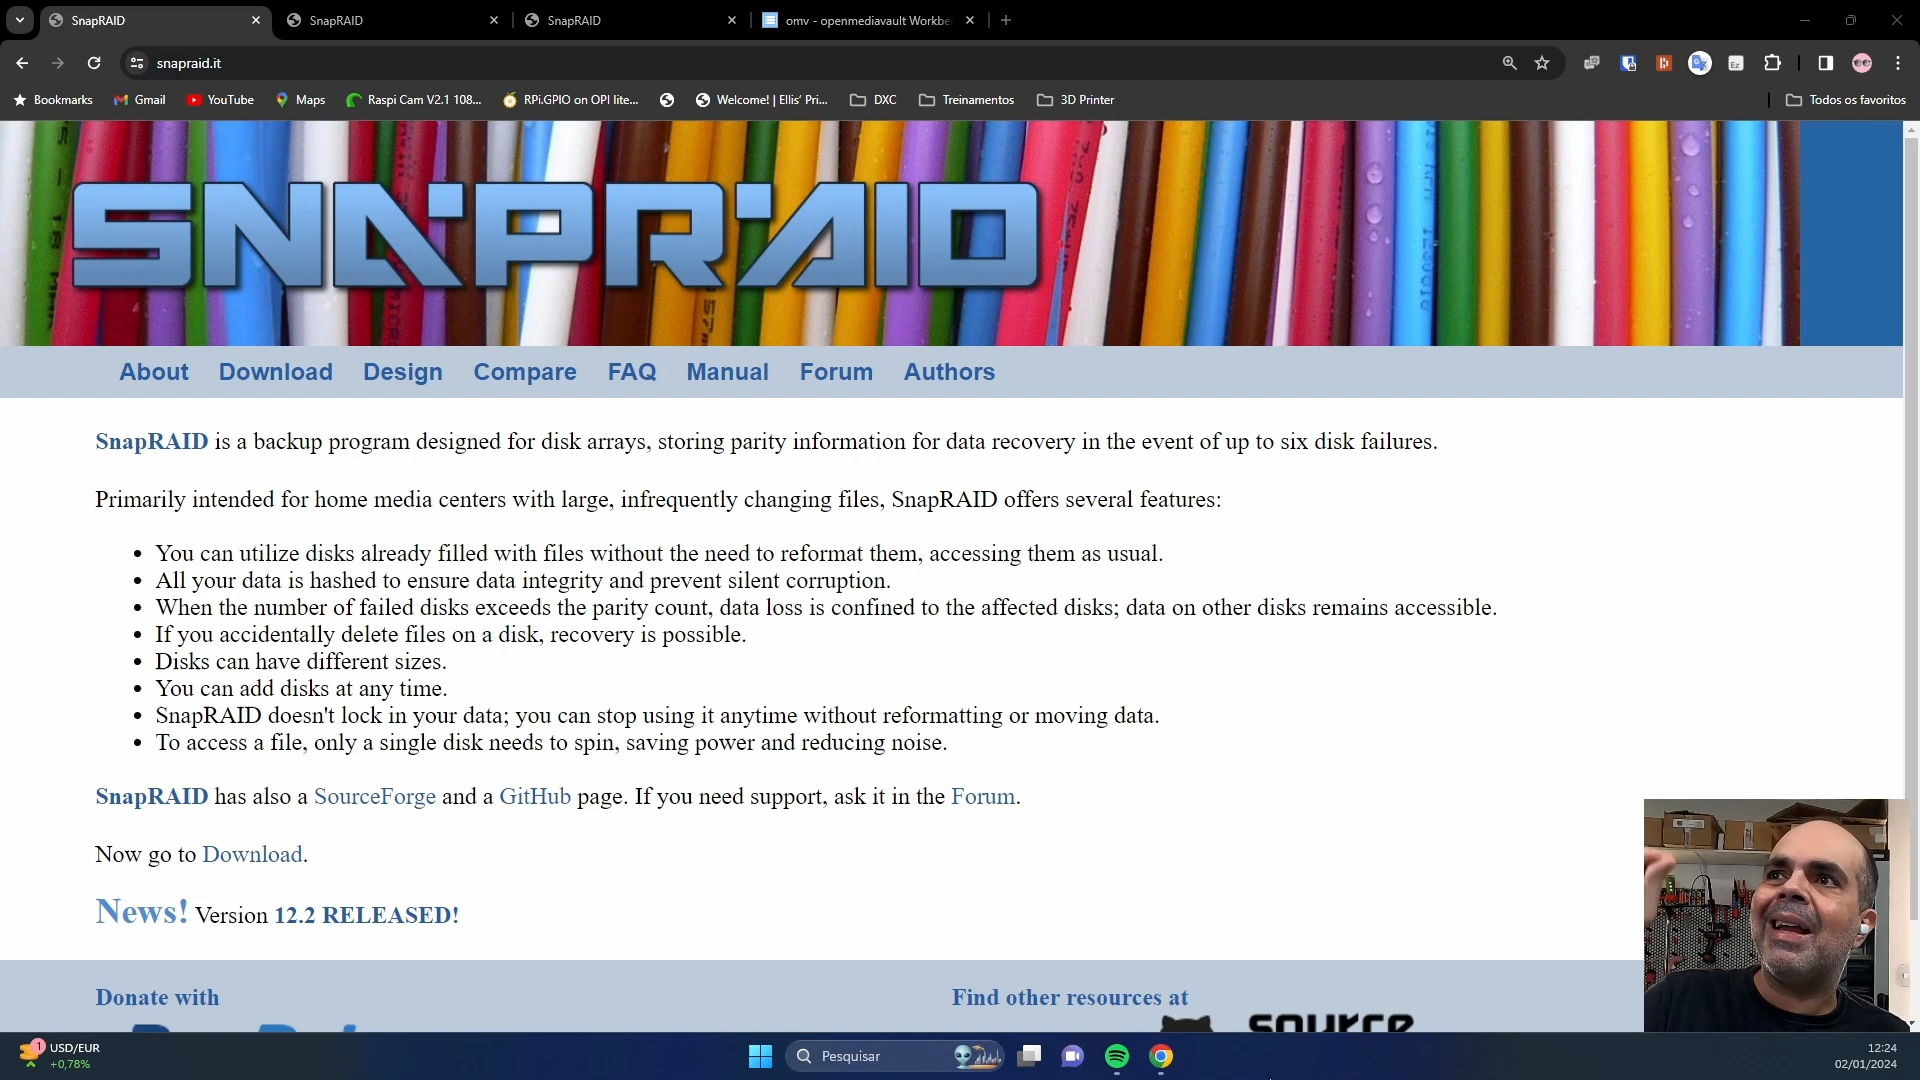 SnapRAID
SnapRAID
SnapRAID
omv - openmediavault Workbe
snapraid.it
Bookmarks
Gmail
YouTube
Maps
Raspi Cam V2.1 108...
RPi.GPIO on OPI lite...
Welcome! | Ellis' Pri...
DXC
Treinamentos
3D Printer
Todos os favoritos
SNAPRAID
About Download Design Compare FAQ Manual Forum Authors
SnapRAID is a backup program designed for disk arrays, storing parity information for data recovery in the event of up to six disk failures.
Primarily intended for home media centers with large, infrequently changing files, SnapRAID offers several features:
• You can utilize disks already filled with files without the need to reformat them, accessing them as usual.
• All your data is hashed to ensure data integrity and prevent silent corruption.
• When the number of failed disks exceeds the parity count, data loss is confined to the affected disks; data on other disks remains accessible.
• If you accidentally delete files on a disk, recovery is possible.
• Disks can have different sizes.
• You can add disks at any time.
• SnapRAID doesn't lock in your data; you can stop using it anytime without reformatting or moving data.
• To access a file, only a single disk needs to spin, saving power and reducing noise.
SnapRAID has also a SourceForge and a GitHub page. If you need support, ask it in the Forum.
Now go to Download.
News! Version 12.2 RELEASED!
Donate with
Find other resources at
source
1
USD/EUR
+0,78%
Pesquisar
12:24
02/01/2024